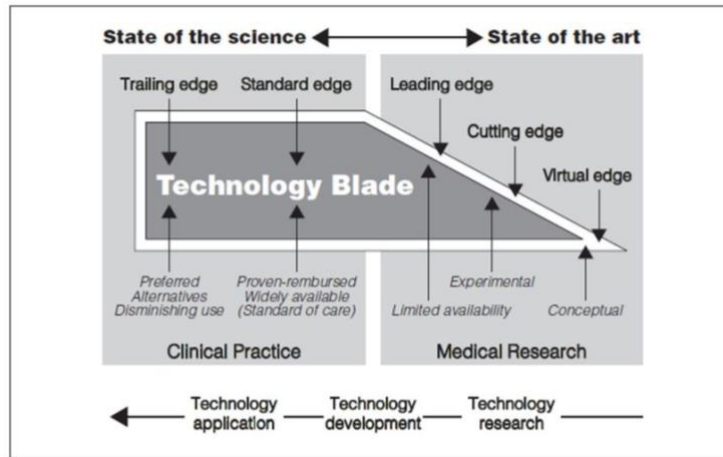 State of the science
State of the art
Trailing edge
Standard edge
Leading edge
Cutting edge
Virtual edge
Technology Blade
Preferred
Alternatives
Disminishing use
Proven-rembursed
Widely available
(Standard of care)
Limited availability
Experimental
Conceptual
Clinical Practice
Medical Research
Technology
application
Technology
development
Technology
research